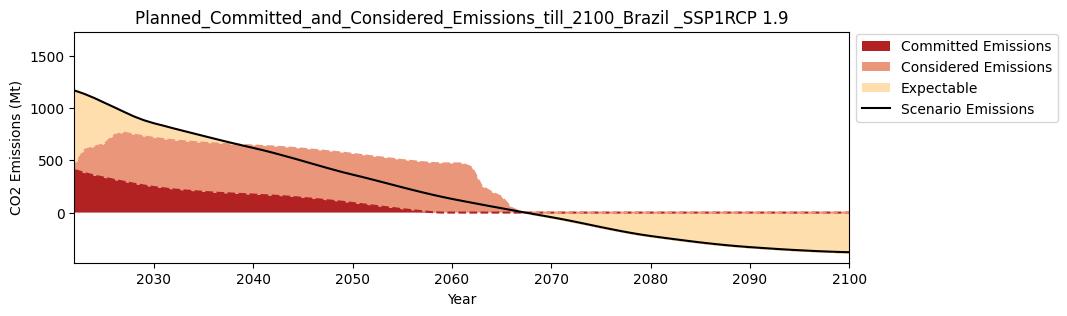 Planned_Committed_and_Considered_Emissions_till_2100_Brazil _SSP1RCP 1.9
CO2 Emissions (Mt)
1500
1000
500
0
2030 2040 2050 2060 2070 2080 2090 2100
Year
Committed Emissions
Considered Emissions
Expectable
Scenario Emissions